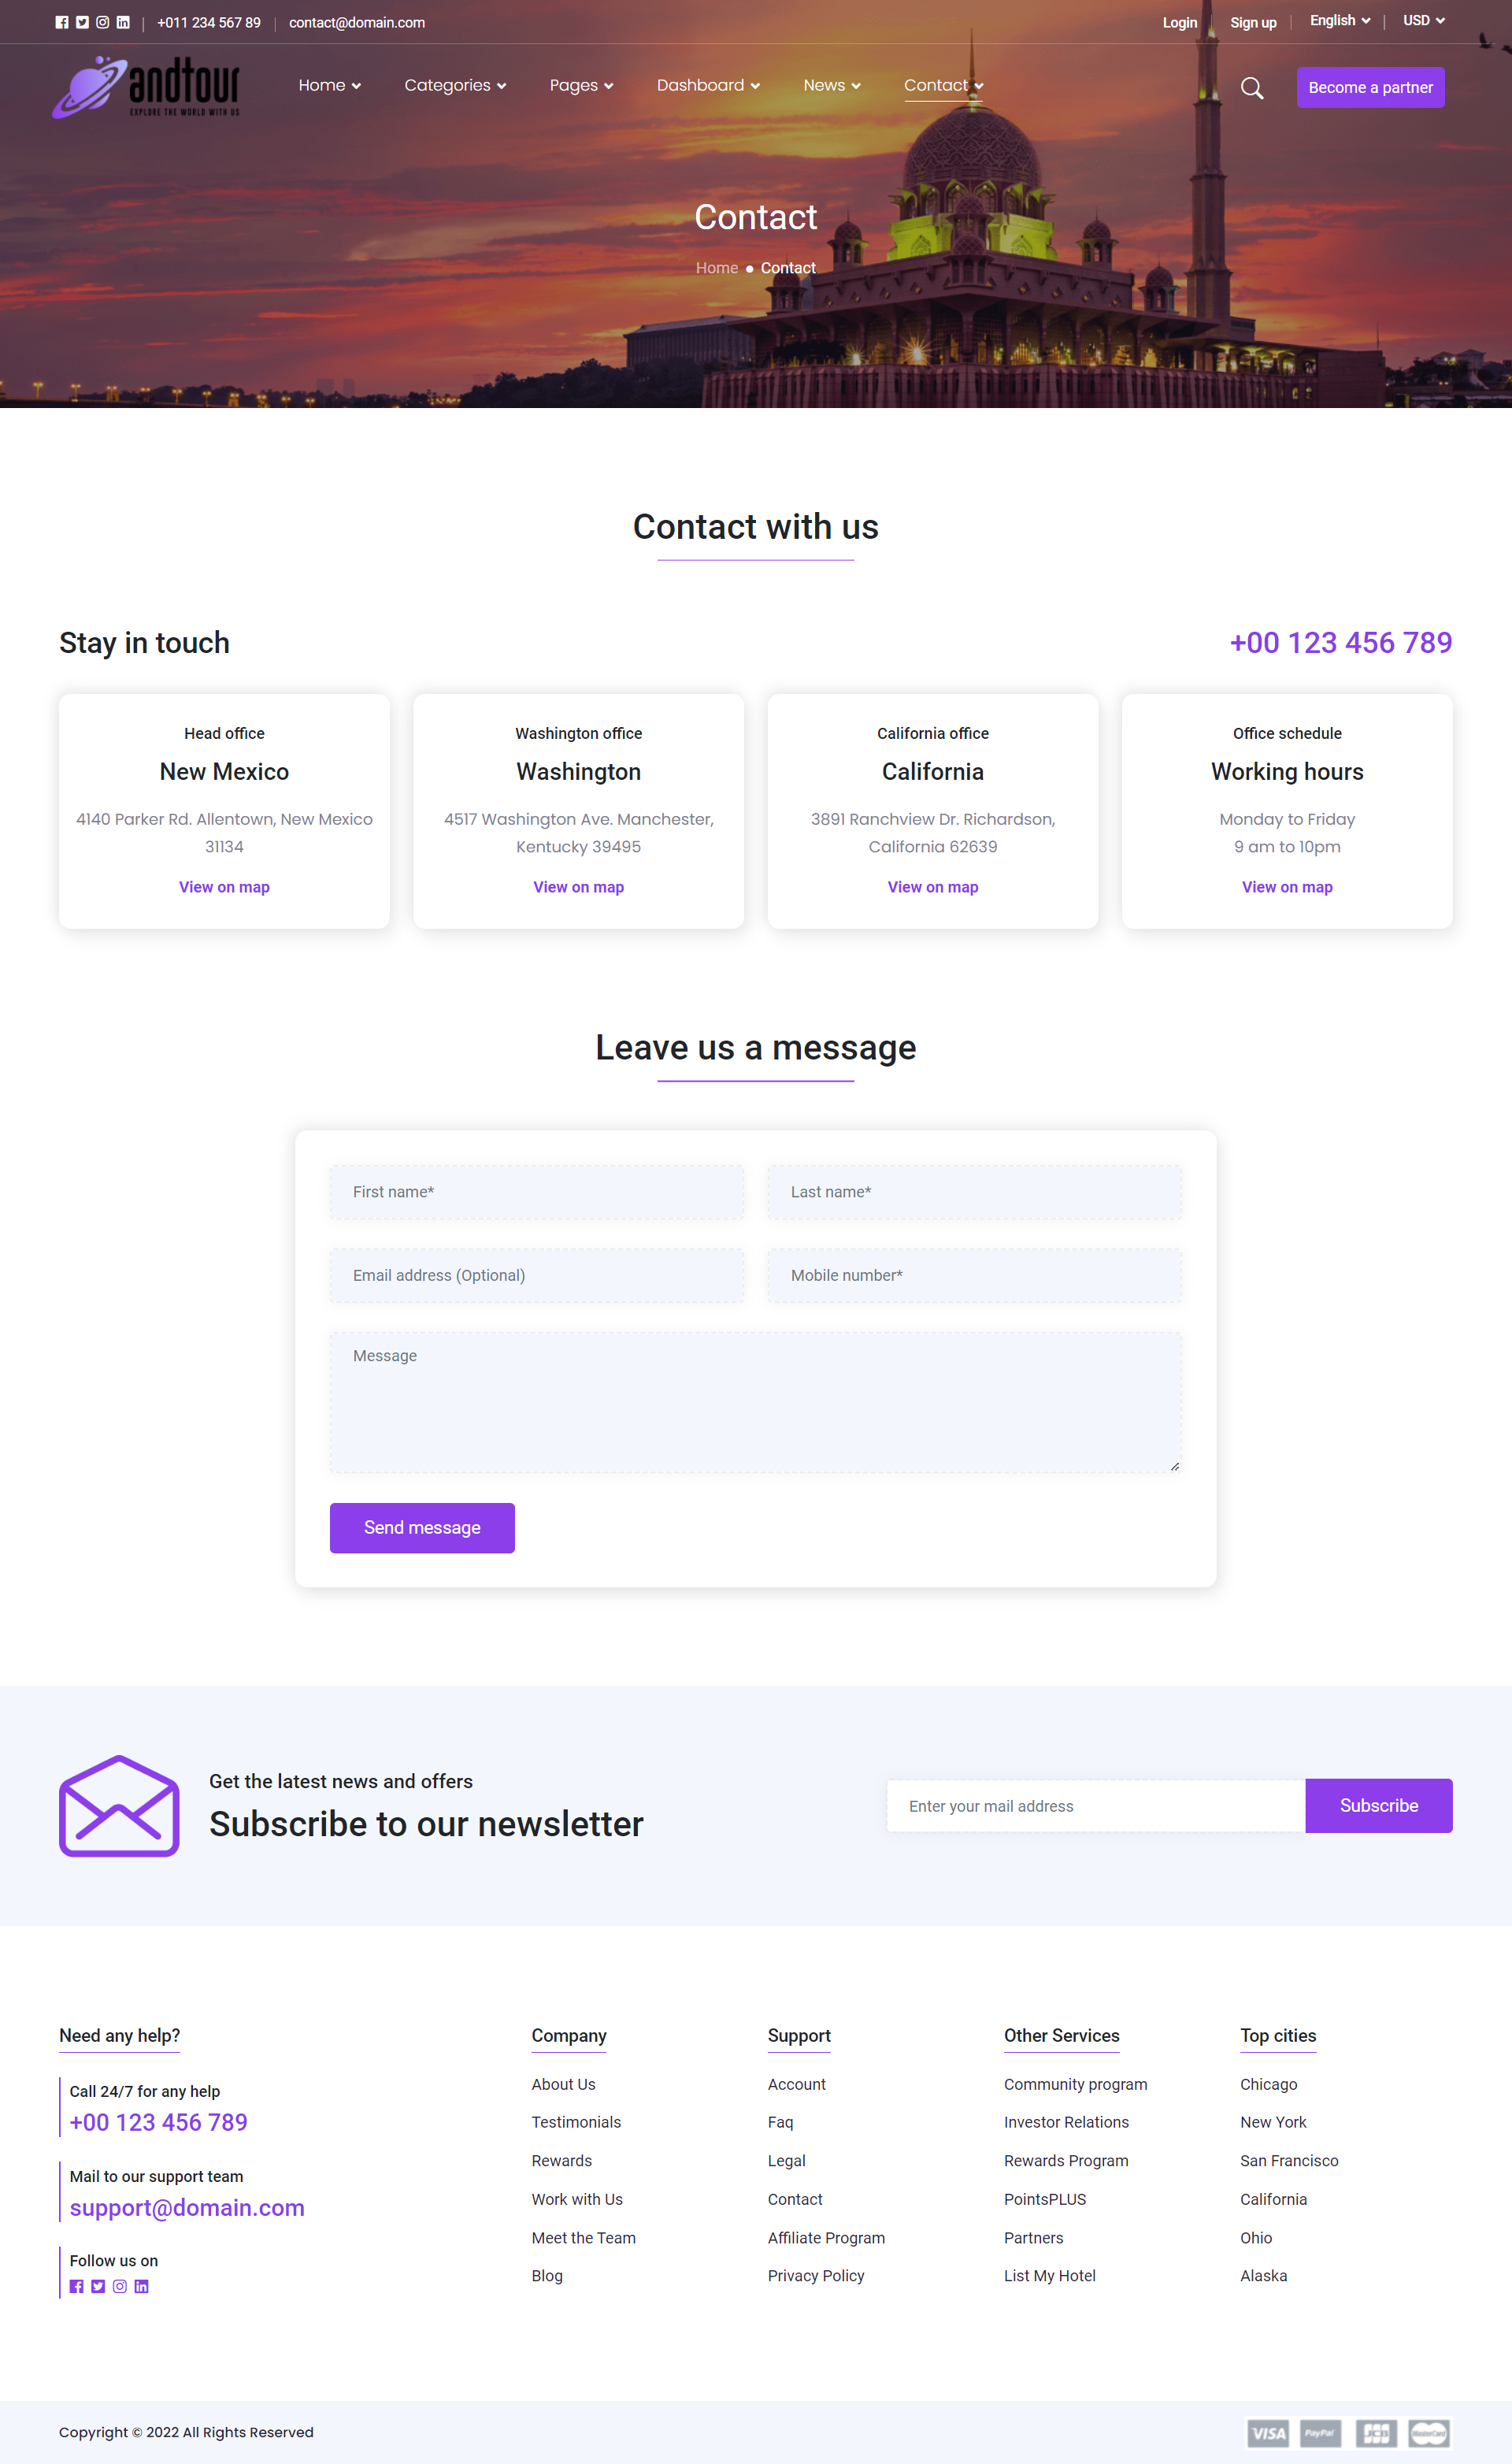 +011 234 567 89
contact@domain.com
Login
Sign up
English
USD
andtour
EXPLORE THE WORLD WITH US
Home
Categories
Pages
Dashboard
News
Contact
Become a partner
Contact
Home
Contact
Contact with us
Stay in touch
+00 123 456 789
Head office
New Mexico
4140 Parker Rd. Allentown, New Mexico
31134
View on map
Washington office
Washington
4517 Washington Ave. Manchester,
Kentucky 39495
View on map
California office
California
3891 Ranchview Dr. Richardson,
California 62639
View on map
Office schedule
Working hours
Monday to Friday
9 am to 10pm
View on map
Leave us a message
First name*
Last name*
Email address (Optional)
Mobile number*
Message
Send message
Get the latest news and offers
Subscribe to our newsletter
Enter your mail address
Subscribe
Need any help?
Call 24/7 for any help
+00 123 456 789
Mail to our support team
support@domain.com
Follow us on
Company
About Us
Testimonials
Rewards
Work with Us
Meet the Team
Blog
Support
Account
Faq
Legal
Contact
Affiliate Program
Privacy Policy
Other Services
Community program
Investor Relations
Rewards Program
PointsPLUS
Partners
List My Hotel
Top cities
Chicago
New York
San Francisco
California
Ohio
Alaska
Copyright © 2022 All Rights Reserved
VISA
PayPal
JCB
MasterCard